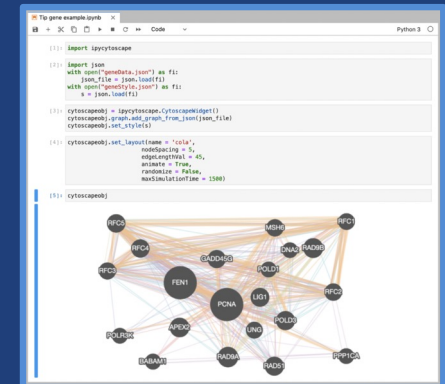 Tip gene example.ipynb
Code
Python 3
[1]: import ipycytoscape
[2]: import json
with open("geneData.json") as fi:
json_file = json.load(fi)
with open("geneStyle.json") as fi:
s = json.load(fi)
[3]: cytoscapeobj = ipycytoscape.CytoscapeWidget()
cytoscapeobj.graph.add_graph_from_json(json_file)
cytoscapeobj.set_style(s)
[4]: cytoscapeobj.set_layout(name = 'cola',
nodeSpacing = 5,
edgeLengthVal = 45,
animate = True,
randomize = False,
maxSimulationTime = 1500)
[5]: cytoscapeobj
RFC5
RFC1
MSH6
RFC4
DNA2
RAD9B
GADD45G
RFC3
POLD1
FEN1
LIG1
RFC2
PCNA
POLD3
APEX2
UNG
POLR3K
RAD9A
PPP1CA
BABAM1
RAD51